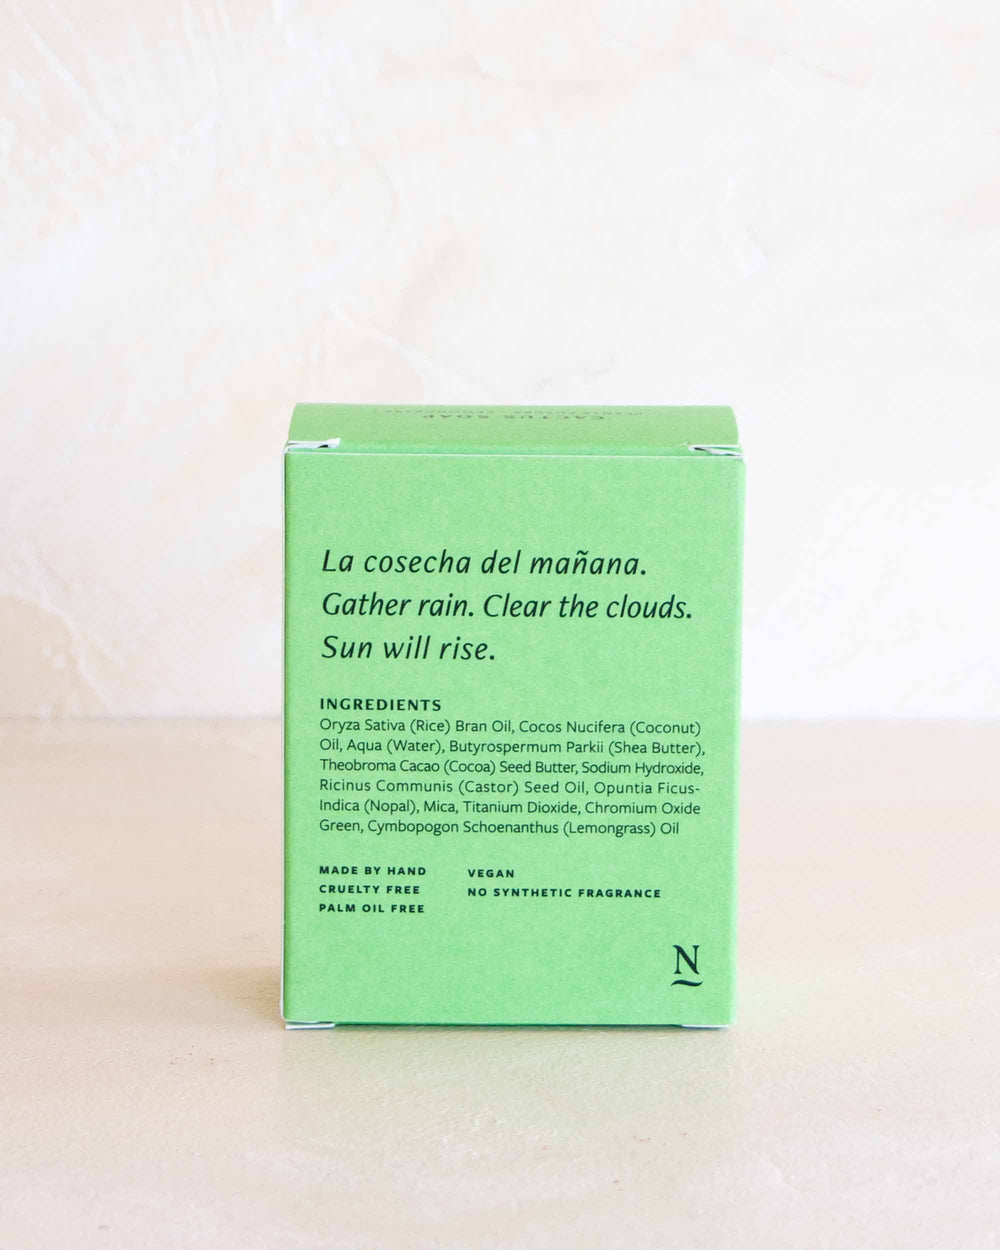 CACTUS SOAP
La cosecha del mañana.
Gather rain. Clear the clouds.
Sun will rise.
INGREDIENTS
Oryza Sativa (Rice) Bran Oil, Cocos Nucifera (Coconut)
Oil, Aqua (Water), Butyrospermum Parkii (Shea Butter),
Theobroma Cacao (Cocoa) Seed Butter, Sodium Hydroxide,
Ricinus Communis (Castor) Seed Oil, Opuntia Ficus-
Indica (Nopal), Mica, Titanium Dioxide, Chromium Oxide
Green, Cymbopogon Schoenanthus (Lemongrass) Oil
MADE BY HAND
CRUELTY FREE
PALM OIL FREE
VEGAN
NO SYNTHETIC FRAGRANCE
N